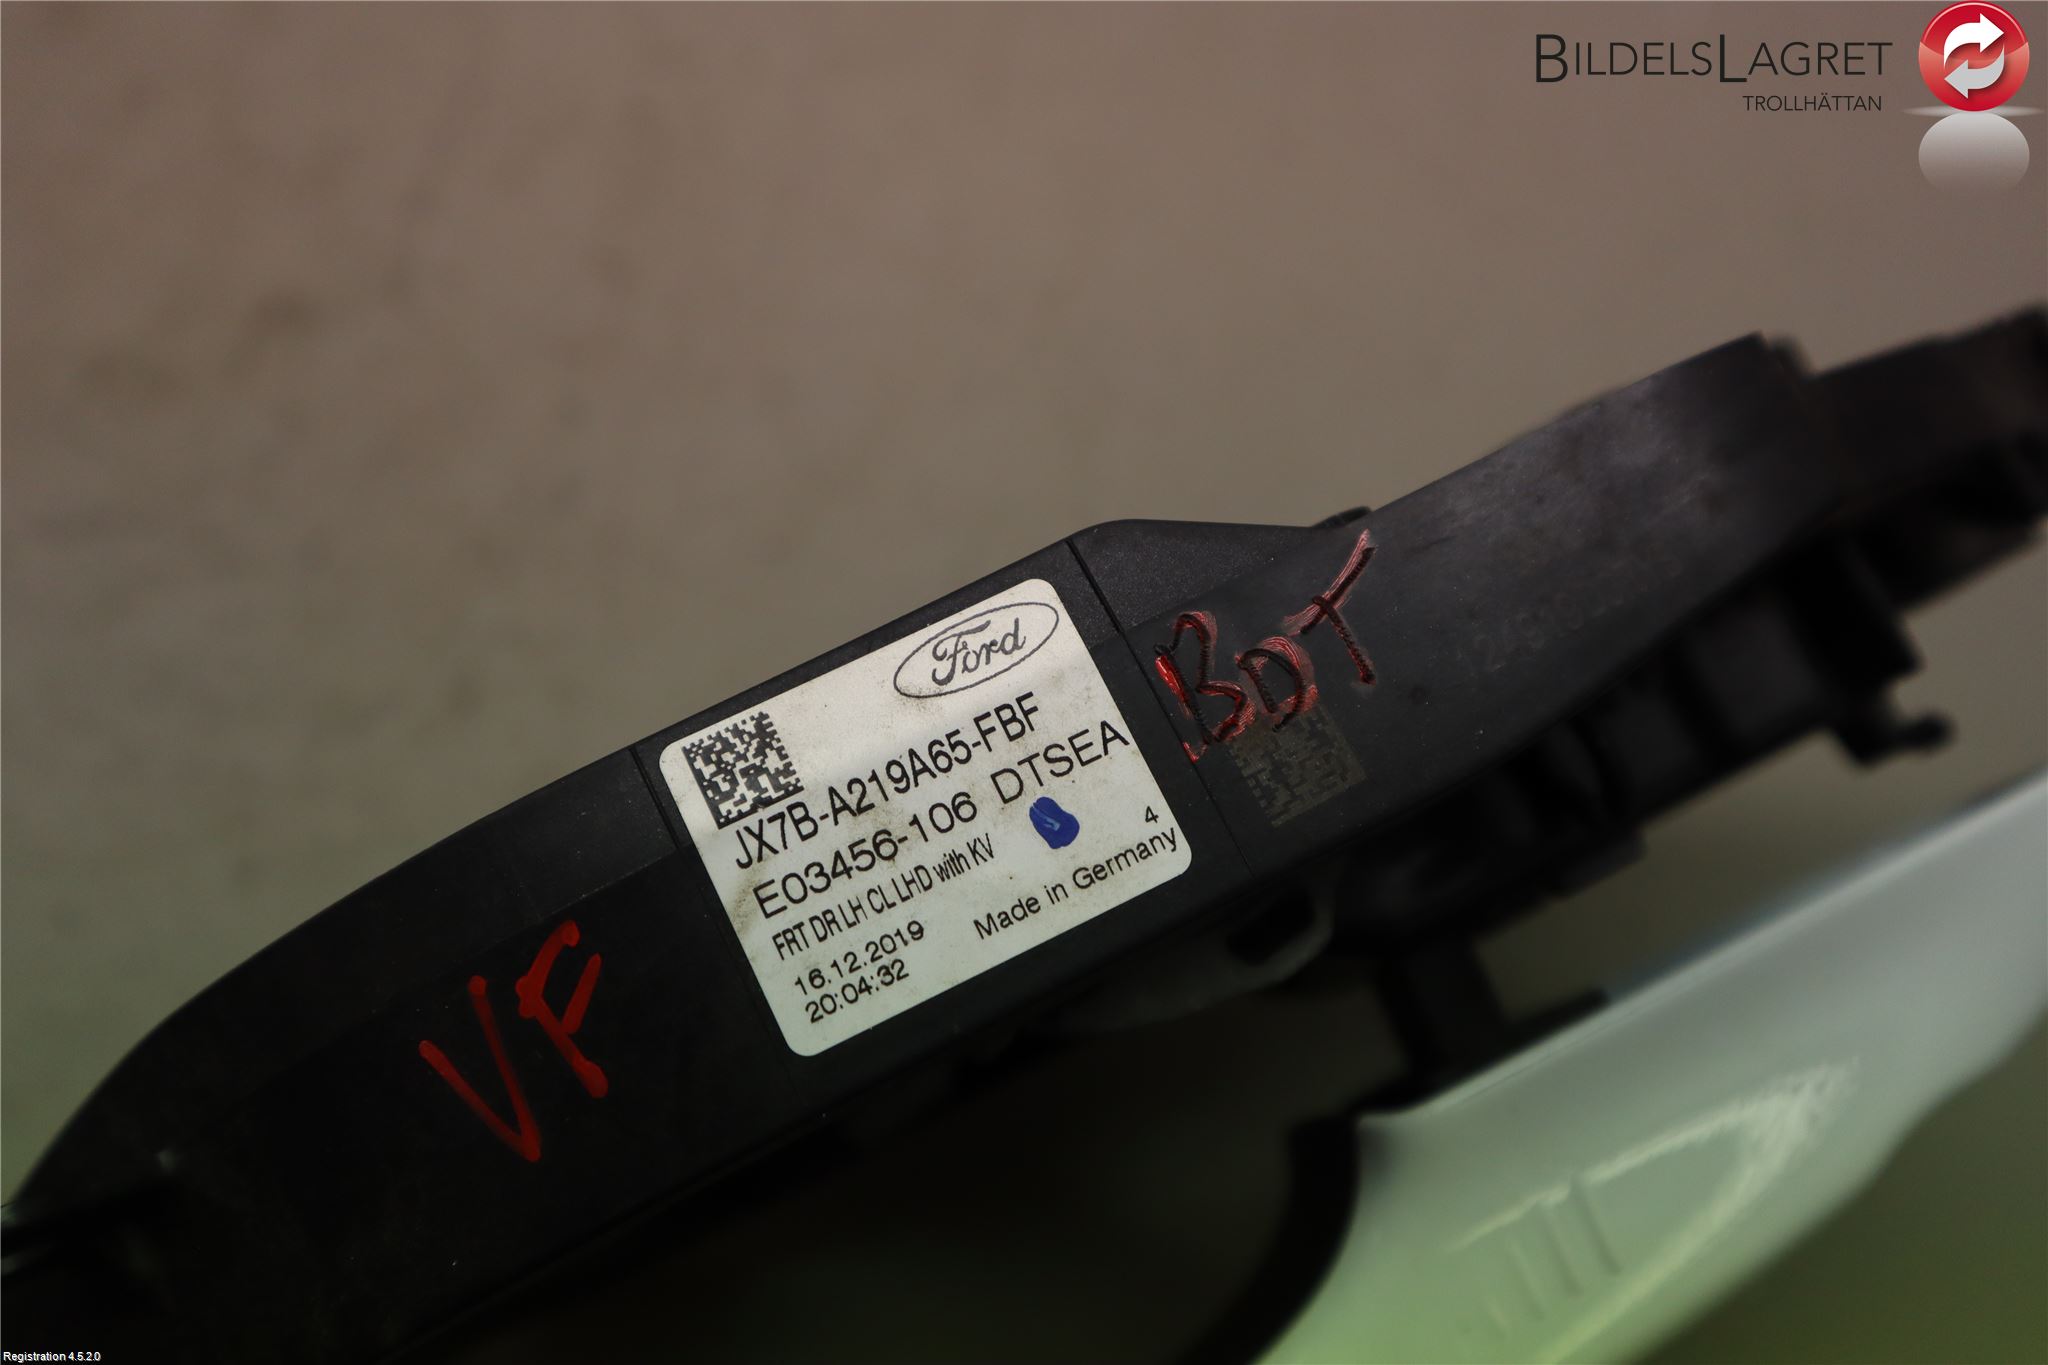 BILDELSLAGRET
TROLLHÄTTAN
Ford
JX7B-A219A65-FBF
E03456-106 DTSEA
FRT DR LH CL LHD with KV
4
16.12.2019
Made in Germany
20:04:32
BDT
VF
Registration 4.5.2.0